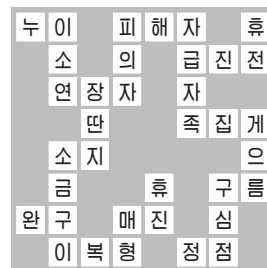 누 이 피 해 자 휴
소 의 급 진 전
연 장 자 자
딴 족 집 게
소 지 으
금 휴 구 름
완 구 매 진 심
이 복 형 정 점